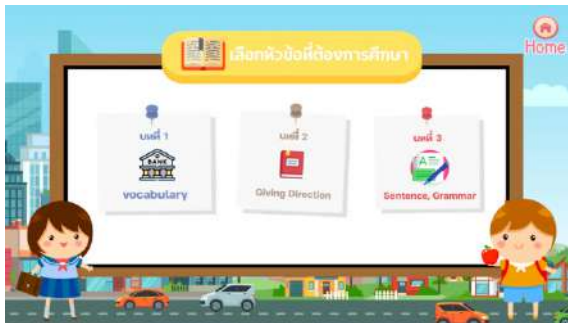 เลือกหัวข้อที่ต้องการศึกษา
Home
บทที่ 1
BANK
vocabulary
บทที่ 2
Giving Direction
บทที่ 3
A
Sentence, Grammar